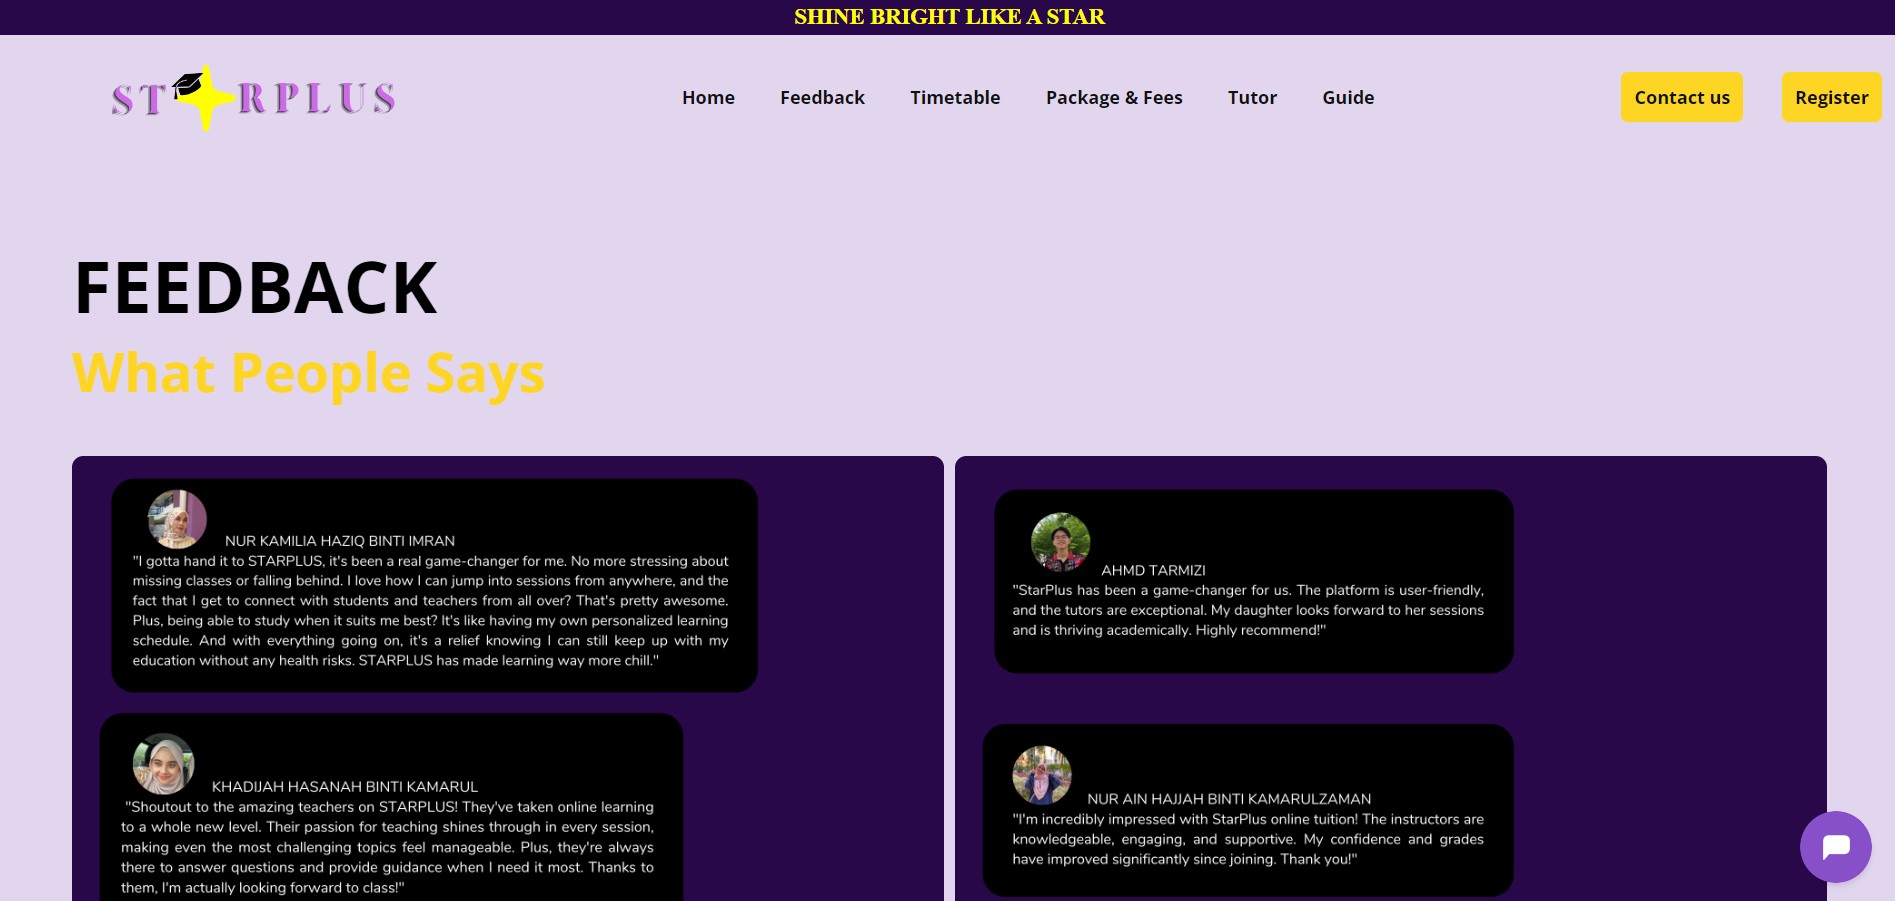 SHINE BRIGHT LIKE A STAR
ST RPLUS
Home Feedback Timetable Package & Fees Tutor Guide Contact us Register
FEEDBACK
What People Says
NUR KAMILIA HAZIQ BINTI IMRAN
"I gotta hand it to STARPLUS, it's been a real game-changer for me. No more stressing about
missing classes or falling behind. I love how I can jump into sessions from anywhere, and the
fact that I get to connect with students and teachers from all over? That's pretty awesome.
Plus, being able to study when it suits me best? It's like having my own personalized learning
schedule. And with everything going on, it's a relief knowing I can still keep up with my
education without any health risks. STARPLUS has made learning way more chill."
KHADIJAH HASANAH BINTI KAMARUL
"Shoutout to the amazing teachers on STARPLUS! They've taken online learning
to a whole new level. Their passion for teaching shines through in every session,
making even the most challenging topics feel manageable. Plus, they're always
there to answer questions and provide guidance when I need it most. Thanks to
them, I'm actually looking forward to class!"
AHMD TARMIZI
"StarPlus has been a game-changer for us. The platform is user-friendly,
and the tutors are exceptional. My daughter looks forward to her sessions
and is thriving academically. Highly recommend!"
NUR AIN HAJJAH BINTI KAMARULZAMAN
"I'm incredibly impressed with StarPlus online tuition! The instructors are
knowledgeable, engaging, and supportive. My confidence and grades
have improved significantly since joining. Thank you!"